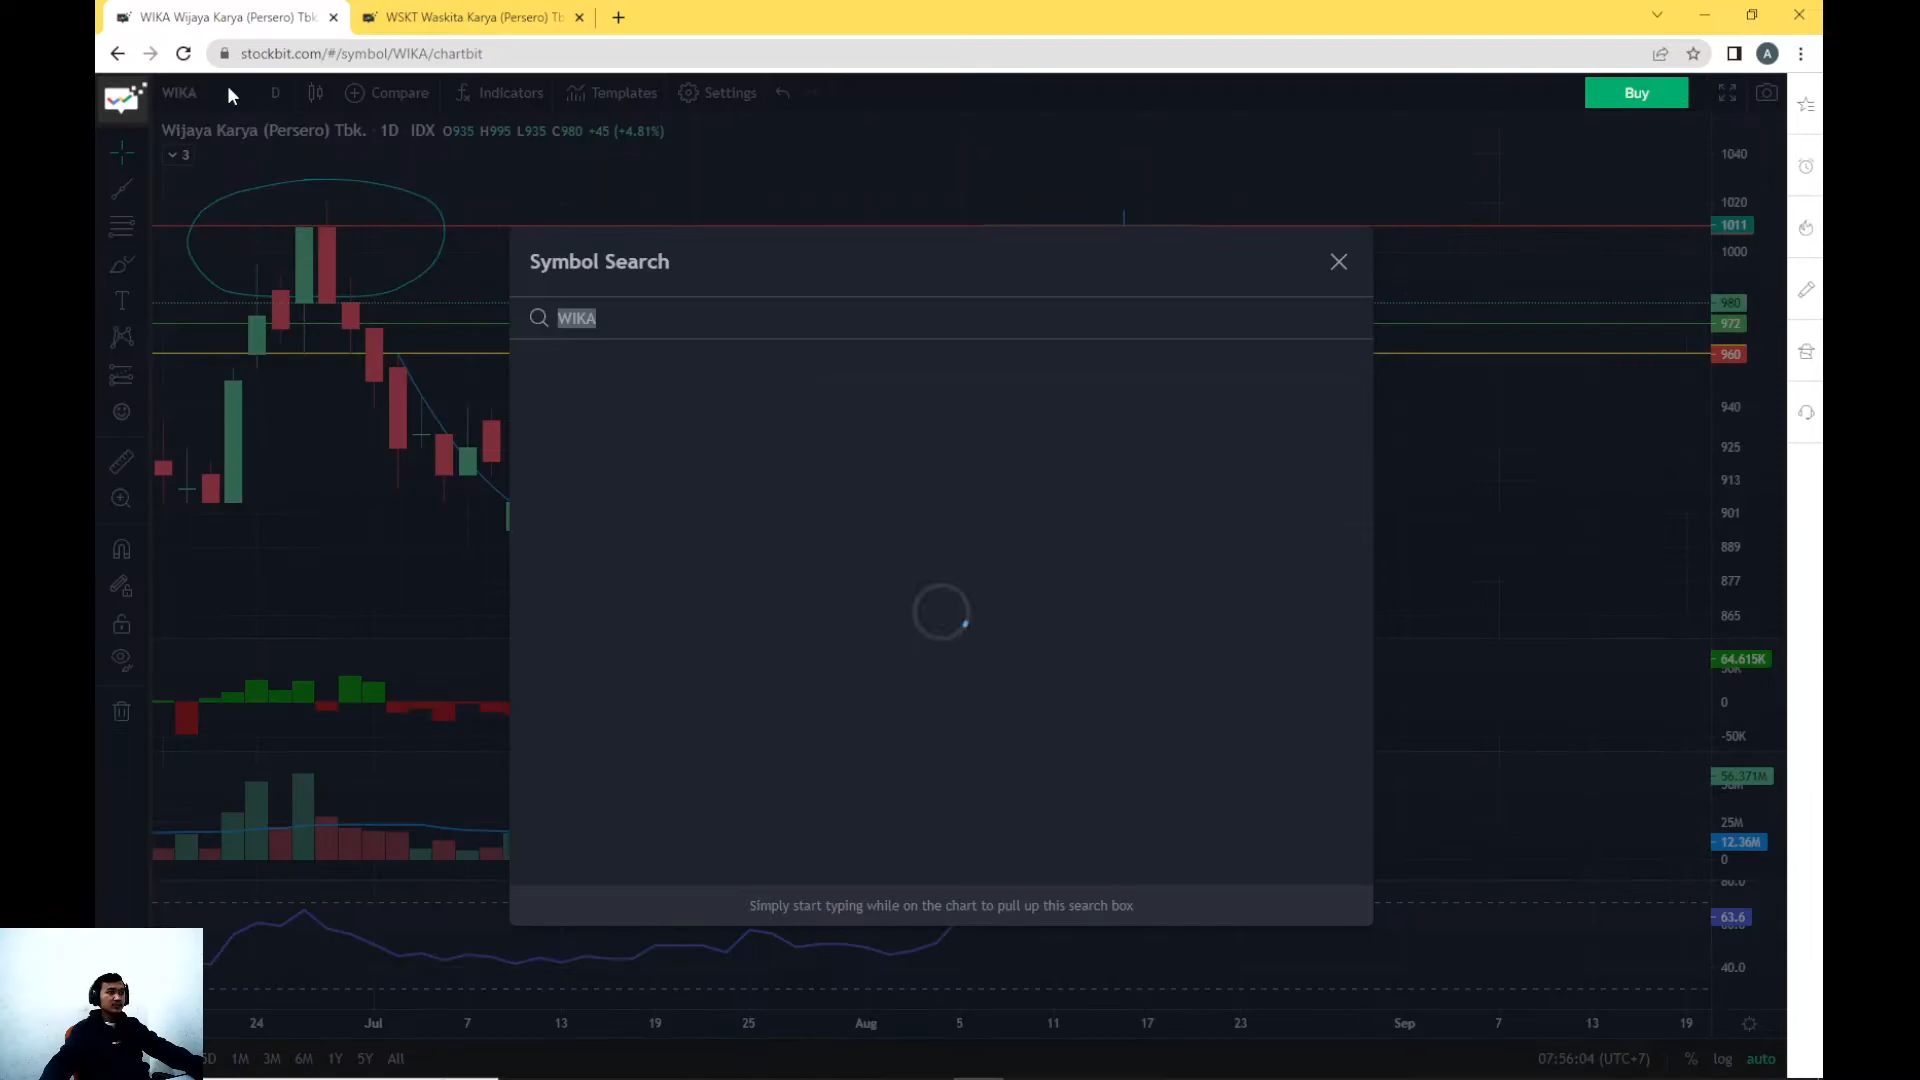 WIKA Wijaya Karya (Persero) Tbk
WSKT Waskita Karya (Persero) Tb
stockbit.com/#/symbol/WIKA/chartbit
A
WIKA D Compare Indicators Templates Settings
Buy
Wijaya Karya (Persero) Tbk. 1D IDX O935 H995 L935 C980 +45 (+4.81%)
3
Symbol Search
WIKA
Simply start typing while on the chart to pull up this search box
1040
1020
1011
1000
980
972
960
940
925
913
901
889
877
865
64.615K
0
-50K
56.371M
25M
12.36M
0
80.0
63.6
40.0
24 Jul 7 13 19 25 Aug 5 11 17 23 Sep 7 13 19
5D 1M 3M 6M 1Y 5Y All
07:56:04 (UTC+7) % log auto